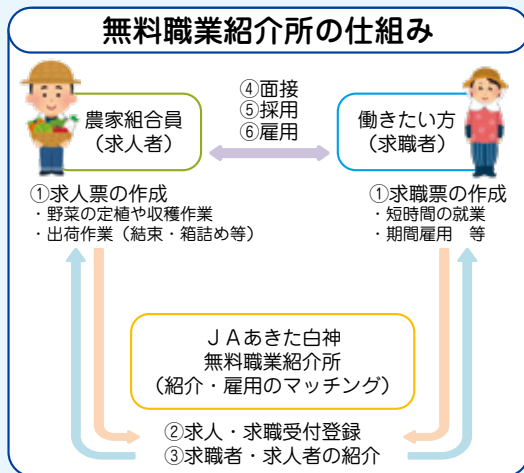 無料職業紹介所の仕組み
④面接
⑤採用
⑥雇用
農家組合員
（求人者）
働きたい方
（求職者）
①求人票の作成
・野菜の定植や収穫作業
・出荷作業（結束・箱詰め等）
①求職票の作成
・短時間の就業
・期間雇用　等
ＪＡあきた白神
無料職業紹介所
（紹介・雇用のマッチング）
②求人・求職受付登録
③求職者・求人者の紹介